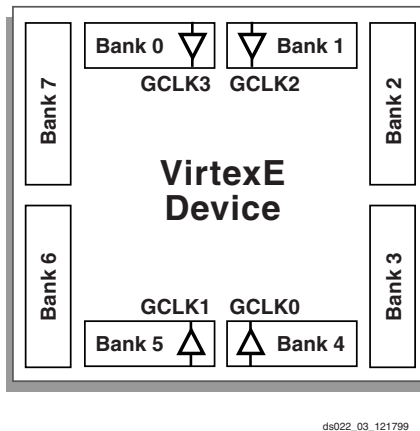 Bank 0
Bank 1
GCLK3
GCLK2
Bank 7
Bank 2
VirtexE
Device
Bank 6
Bank 3
GCLK1
GCLK0
Bank 5
Bank 4
ds022_03_121799